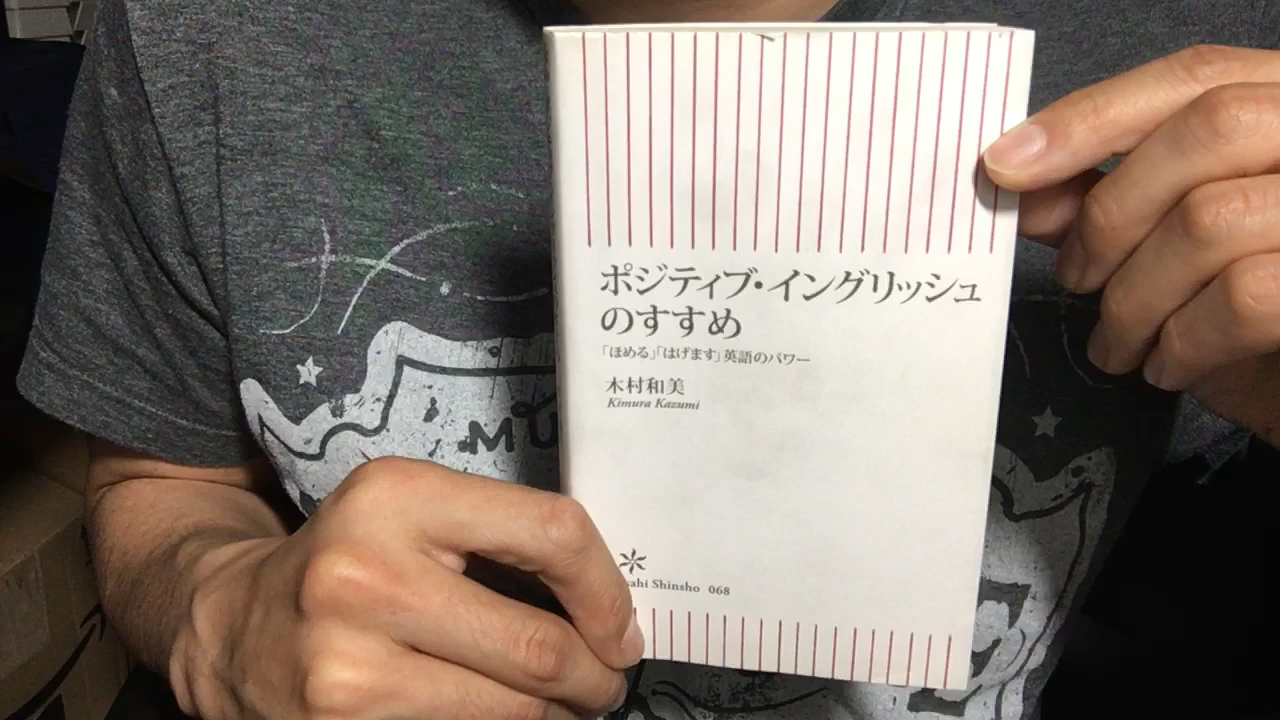 ポジティブ・イングリッシュ
のすすめ
「ほめる」「はげます」英語のパワー
木村和美
Kimura Kazumi
Shinsho 068